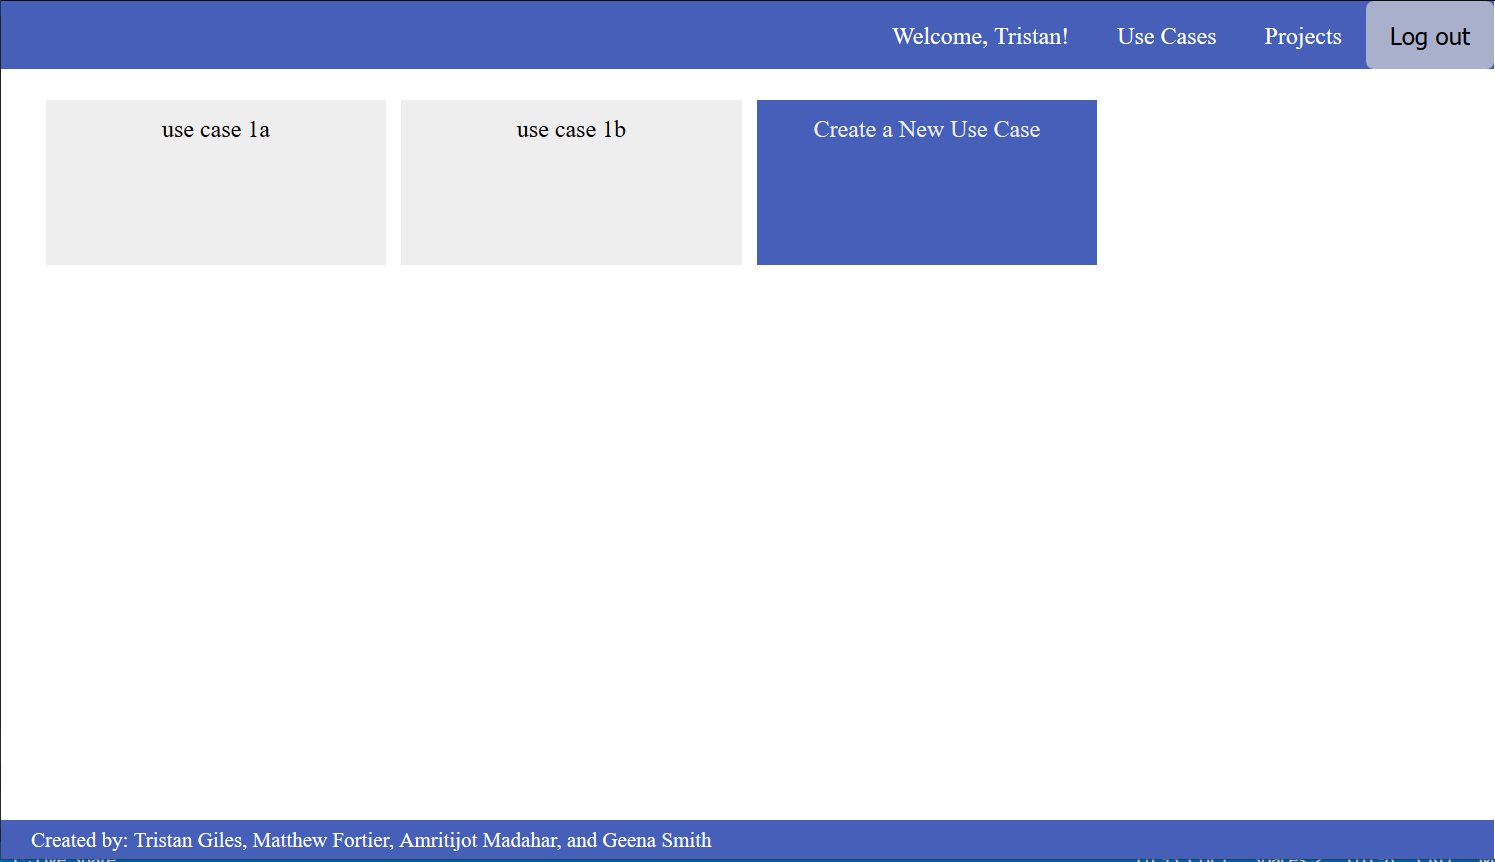 Welcome, Tristan! Use Cases Projects Log out
use case 1a use case 1b Create a New Use Case
Created by: Tristan Giles, Matthew Fortier, Amritijot Madahar, and Geena Smith